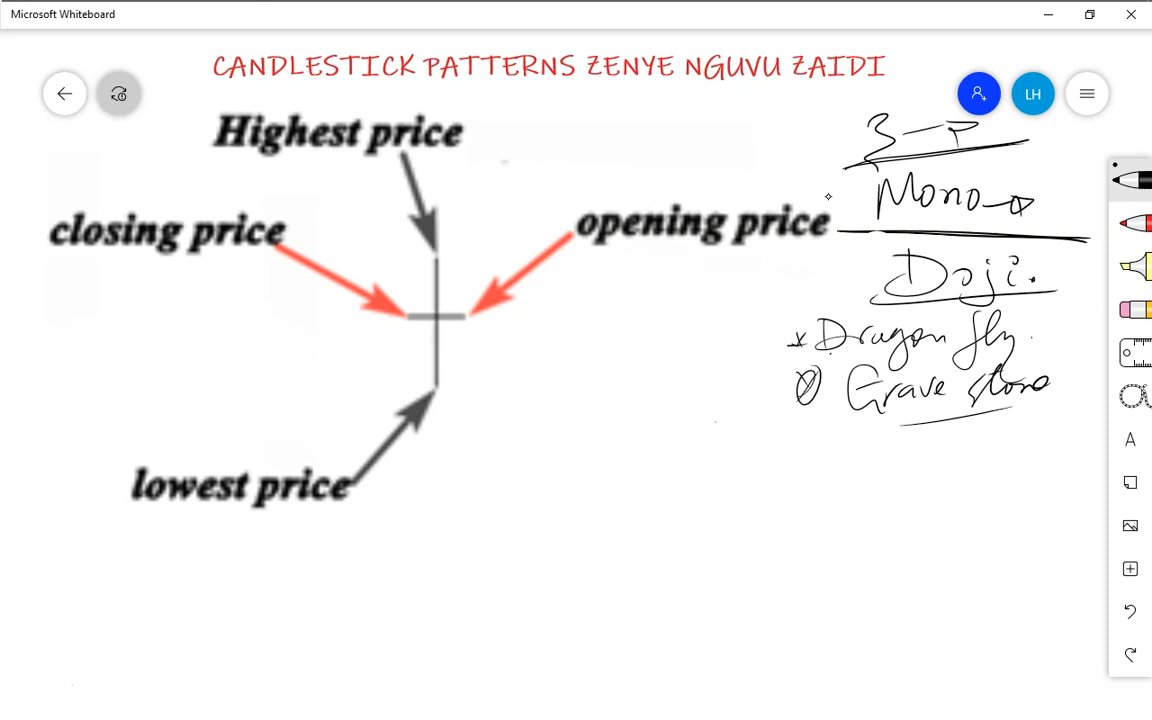 Microsoft Whiteboard
CANDLESTICK PATTERNS ZENYE NGUVU ZAIDI
LH
Highest price
closing price
opening price
lowest price
3-P
Mono
Doji.
Dragon fly.
Grave stone
A